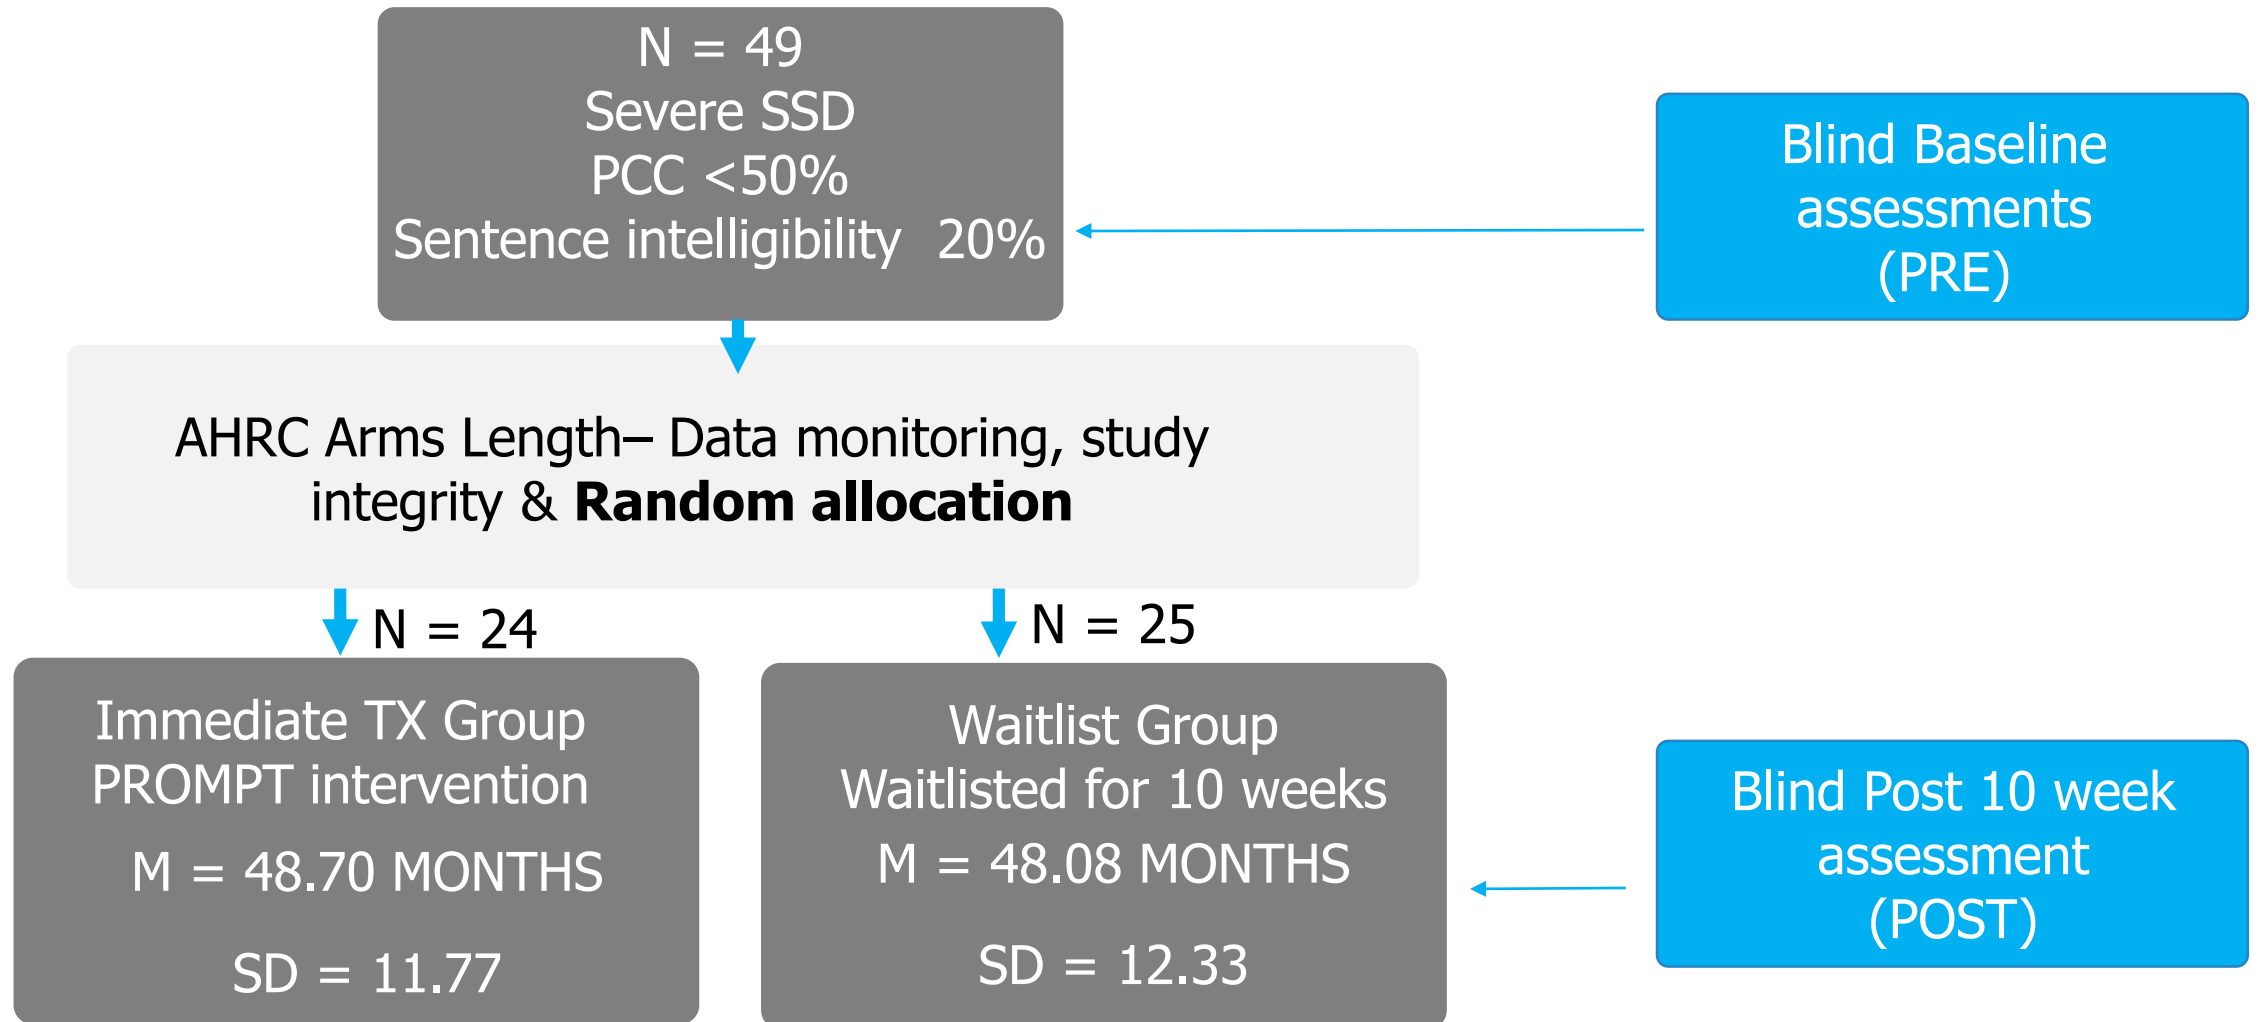 N = 49
Severe SSD
PCC <50%
Sentence intelligibility  20%
Blind Baseline
assessments
(PRE)
AHRC Arms Length– Data monitoring, study
integrity & Random allocation
N = 24
N = 25
Immediate TX Group
PROMPT intervention
M = 48.70 MONTHS
SD = 11.77
Waitlist Group
Waitlisted for 10 weeks
M = 48.08 MONTHS
SD = 12.33
Blind Post 10 week
assessment
(POST)